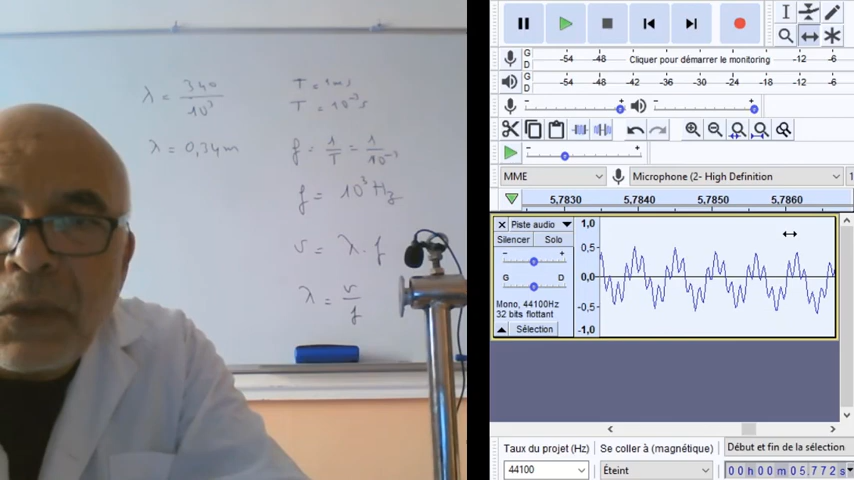 λ = 340 / 10³
λ = 0,34m
T = 1ms
T = 10⁻³s
f = 1/T = 1/10⁻³
f = 10³ Hz
v = λ . f
λ = v/f
G
D
-54 -48
Cliquer pour démarrer le monitoring
-12 -6
G
D
-54 -48 -42 -36 -30 -24 -18 -12 -6
- +
- +
- +
MME
Microphone (2- High Definition
1
5,7830 5,7840 5,7850 5,7860
X Piste audio
Silencer Solo
- +
G D
Mono, 44100Hz
32 bits flottant
Sélection
1,0
0,5
0,0
-0,5
-1,0
Taux du projet (Hz)
Se coller à (magnétique)
Début et fin de la sélection
44100
Éteint
00 h 00 m 05.772 s